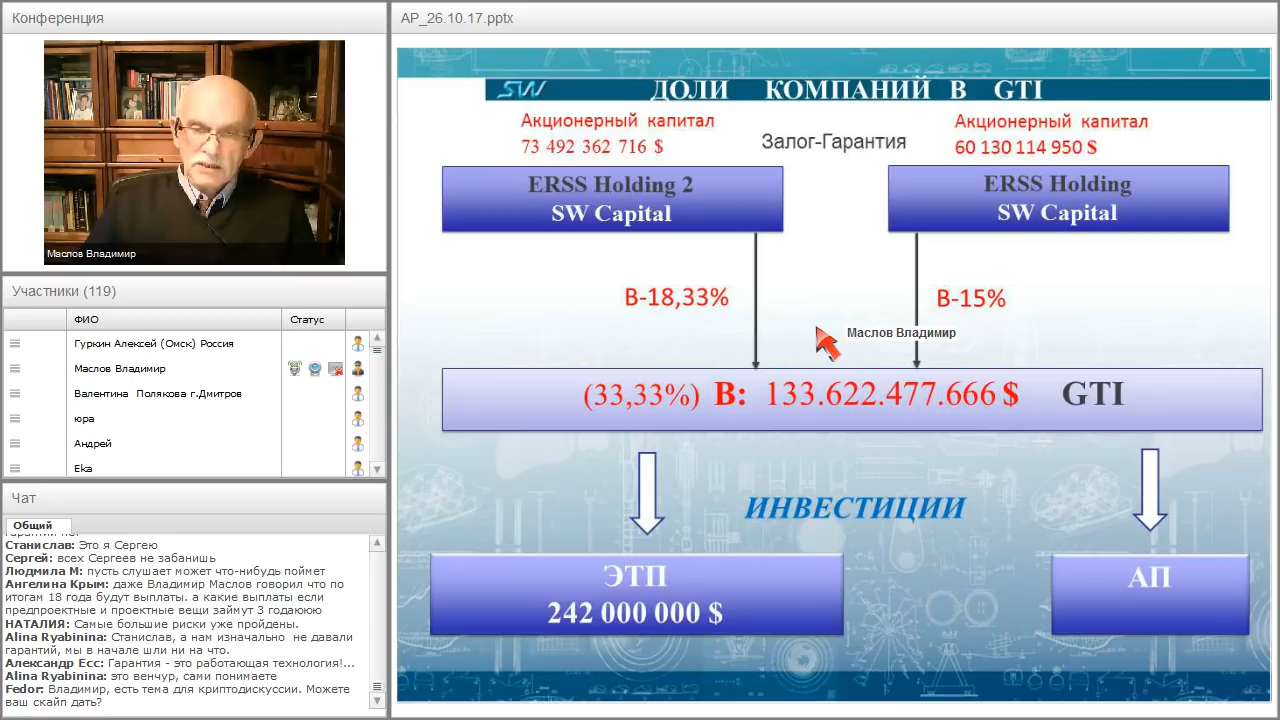 Конференция
Маслов Владимир
Участники (119)
ФИО
Статус
Гуркин Алексей (Омск) Россия
Маслов Владимир
Валентина Полякова г.Дмитров
юра
Андрей
Eka
Чат
Общий
Станислав: Это я Сергею
Сергей: всех Сергеев не забанишь
Людмила М: пусть слушает может что-нибудь поймет
Ангелина Крым: даже Владимир Маслов говорил что по
итогам 18 года будут выплаты. а какие выплаты если
предпроектные и проектные вещи займут 3 годаююю
НАТАЛИЯ: Самые большие риски уже пройдены.
Alina Ryabinina: Станислав, а нам изначально не давали
гарантий, мы в начале шли ни на что.
Александр Есс: Гарантия - это работающая технология!...
Alina Ryabinina: это венчур, сами понимаете
Fedor: Владимир, есть тема для криптодискуссии. Можете
ваш скайп дать?
AP_26.10.17.pptx
SW
ДОЛИ КОМПАНИЙ В GTI
Акционерный капитал
73 492 362 716 $
Залог-Гарантия
Акционерный капитал
60 130 114 950 $
ERSS Holding 2
SW Capital
ERSS Holding
SW Capital
В-18,33%
В-15%
Маслов Владимир
(33,33%) В: 133.622.477.666 $ GTI
ИНВЕСТИЦИИ
ЭТП
242 000 000 $
АП